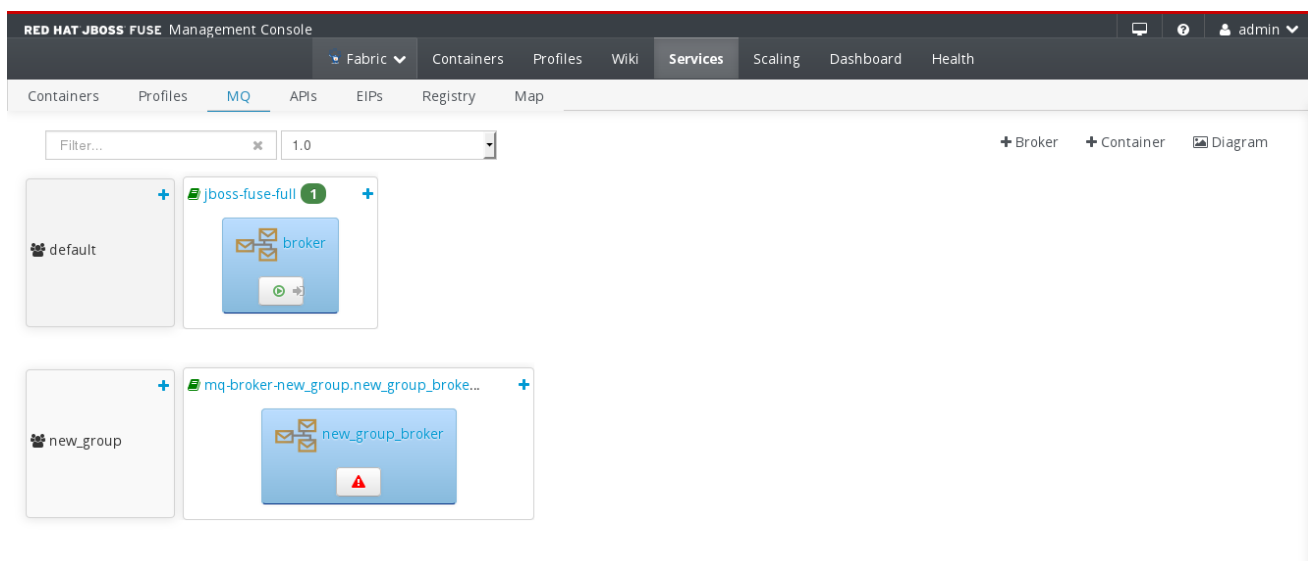 RED HAT JBOSS FUSE Management Console
admin
Fabric Containers Profiles Wiki Services Scaling Dashboard Health
Containers Profiles MQ APIs EIPs Registry Map
Filter... 1.0 Broker Container Diagram
jboss-fuse-full 1
default
broker
mq-broker-new_group.new_group_broke...
new_group
new_group_broker